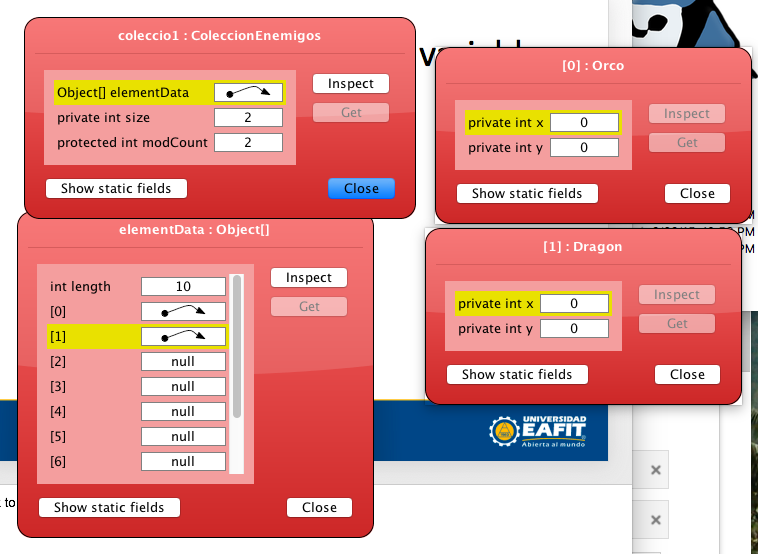 coleccio1 : ColeccionEnemigos
Object[] elementData
Inspect
private int size 2
Get
protected int modCount 2
Show static fields
Close
elementData : Object[]
int length 10
Inspect
[0]
Get
[1]
[2] null
[3] null
[4] null
[5] null
[6] null
Show static fields
Close
[0] : Orco
private int x 0
Inspect
private int y 0
Get
Show static fields
Close
[1] : Dragon
private int x 0
Inspect
private int y 0
Get
Show static fields
Close
PM
PM
UNIVERSIDAD
EAFIT
Abierta al mundo
to